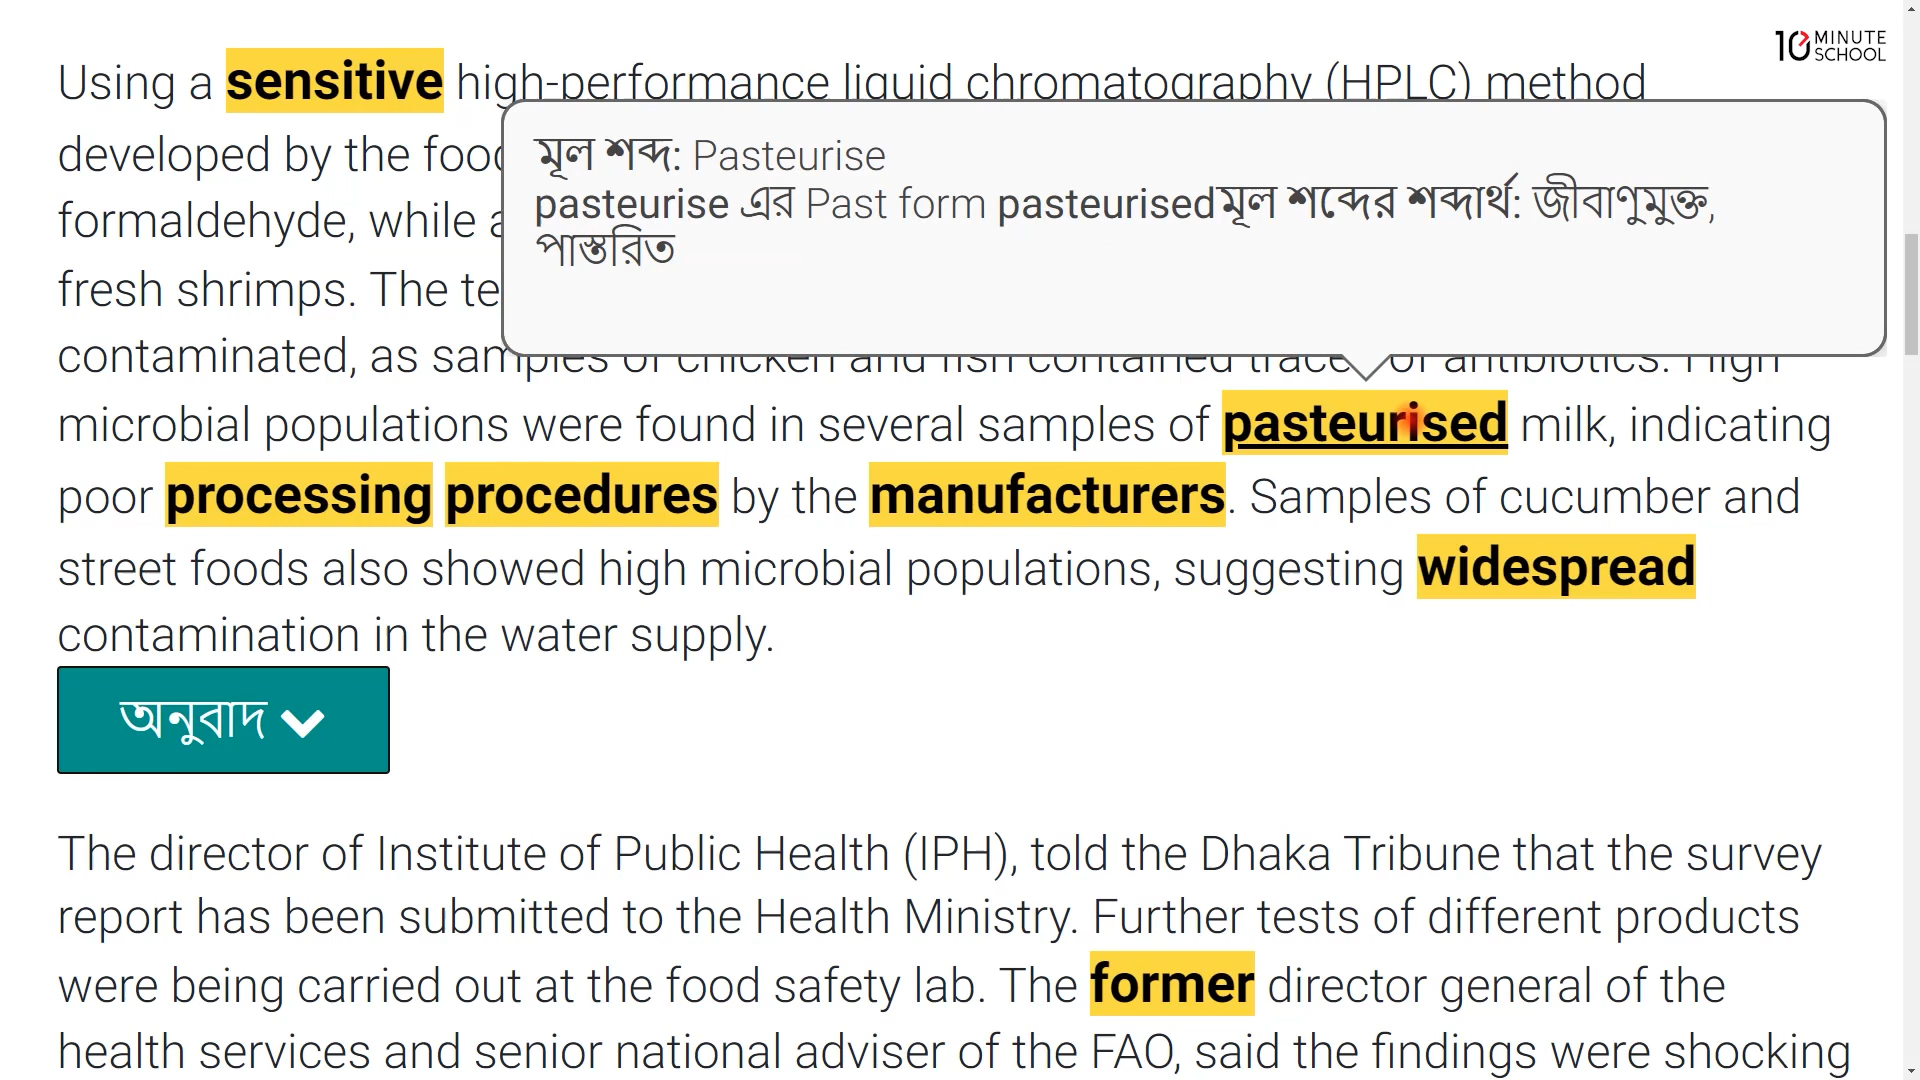 10 MINUTE SCHOOL
Using a sensitive high-performance liquid chromatography (HPLC) method
মূল শব্দ: Pasteurise
developed by the food
pasteurise এর Past form pasteurisedমূল শব্দের শব্দার্থ: জীবাণুমুক্ত,
পাস্তরিত
formaldehyde, while
fresh shrimps. The
contaminated, as samples of chicken and fish contained traces of antibiotics. High
microbial populations were found in several samples of pasteurised milk, indicating
poor processing procedures by the manufacturers. Samples of cucumber and
street foods also showed high microbial populations, suggesting widespread
contamination in the water supply.
অনুবাদ
The director of Institute of Public Health (IPH), told the Dhaka Tribune that the survey
report has been submitted to the Health Ministry. Further tests of different products
were being carried out at the food safety lab. The former director general of the
health services and senior national adviser of the FAO, said the findings were shocking